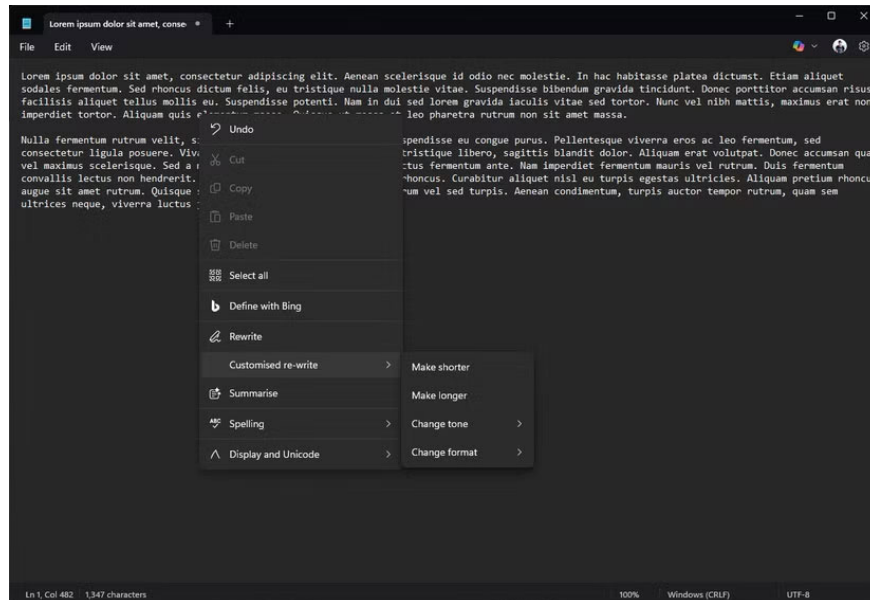 Lorem ipsum dolor sit amet, conse
File Edit View
Lorem ipsum dolor sit amet, consectetur adipiscing elit. Aenean scelerisque id odio nec molestie. In hac habitasse platea dictumst. Etiam aliquet
sodales fermentum. Sed rhoncus dictum felis, eu tristique nulla molestie vitae. Suspendisse bibendum gravida tincidunt. Donec porttitor accumsan risus
facilisis aliquet tellus mollis eu. Suspendisse potenti. Nam in dui sed lorem gravida iaculis vitae sed tortor. Nunc vel nibh mattis, maximus erat non
imperdiet tortor. Aliquam quis leo pharetra rutrum non sit amet massa.
Nulla fermentum rutrum velit, spendisse eu congue purus. Pellentesque viverra eros ac leo fermentum, sed
consectetur ligula posuere. Viv tristique libero, sagittis blandit dolor. Aliquam erat volutpat. Donec accumsan qua
vel maximus scelerisque. Sed a ctus fermentum ante. Nam imperdiet fermentum mauris vel rutrum. Duis fermentum
convallis lectus non hendrerit. rhoncus. Curabitur aliquet nisl eu turpis egestas ultricies. Aliquam pretium rhoncu
augue sit amet rutrum. Quisque rum vel sed turpis. Aenean condimentum, turpis auctor tempor rutrum, quam sem
ultrices neque, viverra luctus
Undo
Cut
Copy
Paste
Delete
Select all
Define with Bing
Rewrite
Customised re-write
Summarise
Spelling
Display and Unicode
Make shorter
Make longer
Change tone
Change format
Ln 1, Col 482 1,347 characters 100% Windows (CRLF) UTF-8